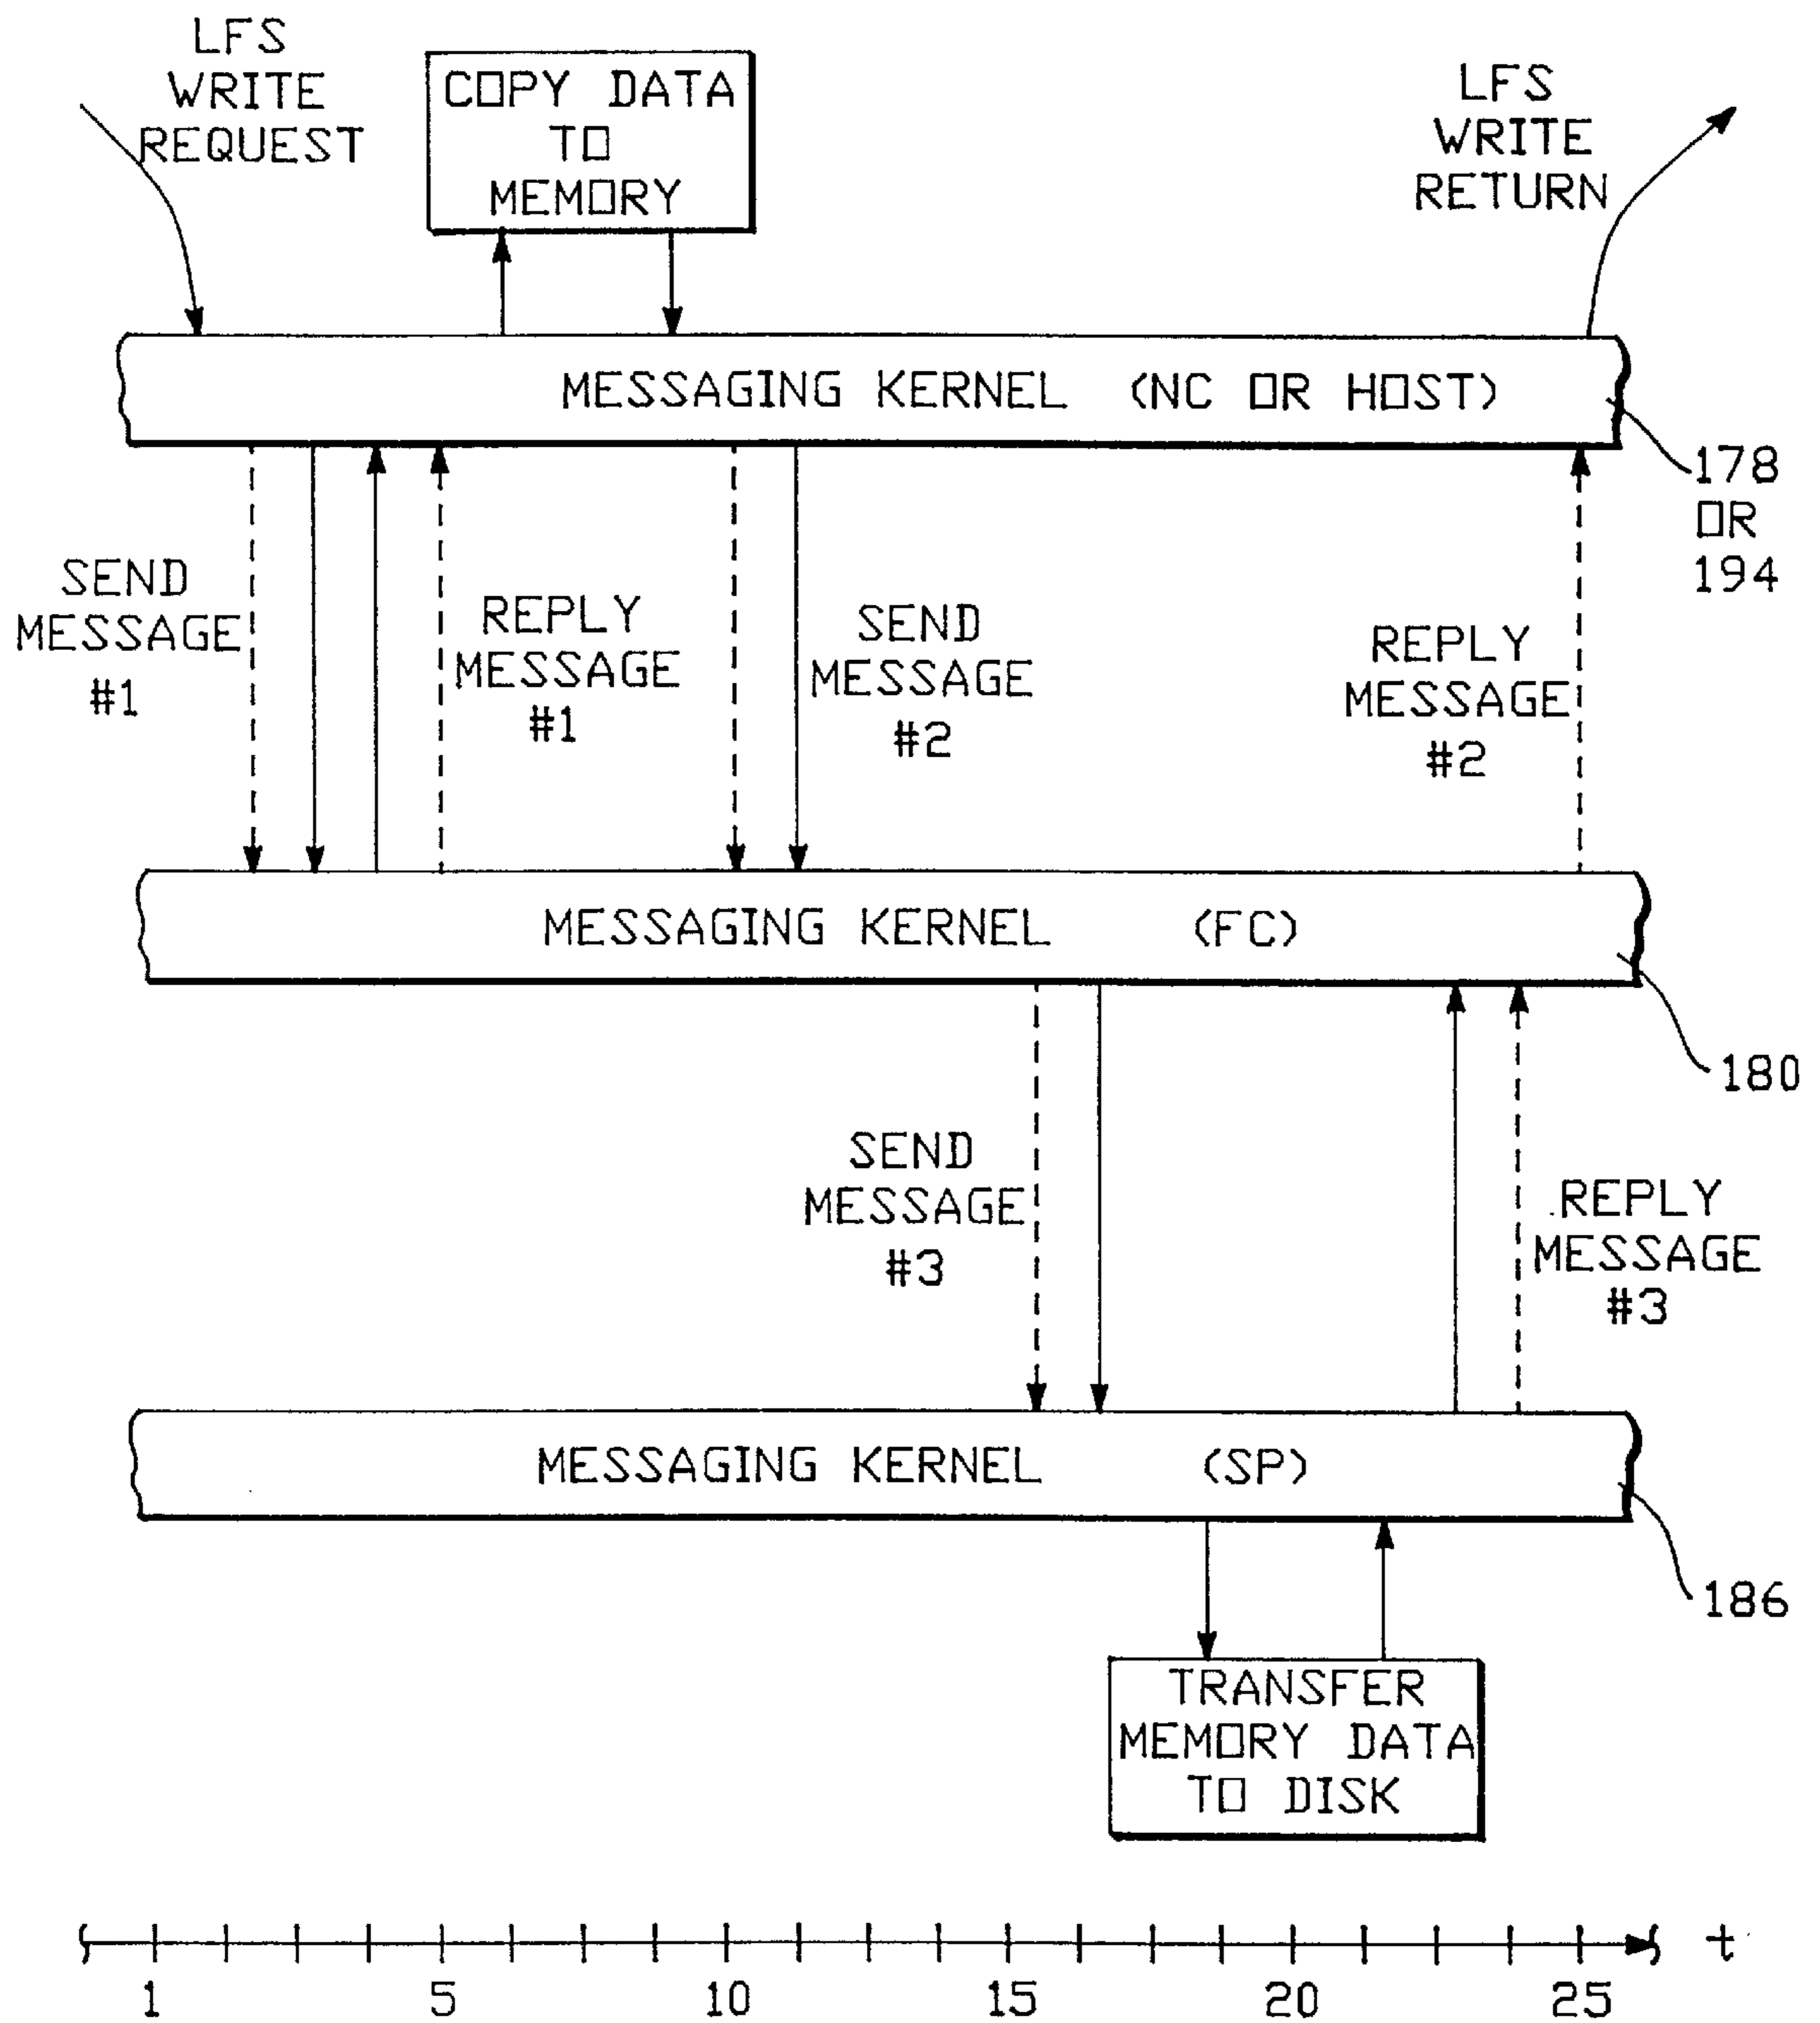 LFS
WRITE
REQUEST
COPY DATA
TO
MEMORY
LFS
WRITE
RETURN
MESSAGING KERNEL (NC OR HOST)
178
OR
194
SEND
MESSAGE
#1
REPLY
MESSAGE
#1
SEND
MESSAGE
#2
REPLY
MESSAGE
#2
MESSAGING KERNEL (FC)
180
SEND
MESSAGE
#3
REPLY
MESSAGE
#3
MESSAGING KERNEL (SP)
186
TRANSFER
MEMORY DATA
TO DISK
t
1 5 10 15 20 25